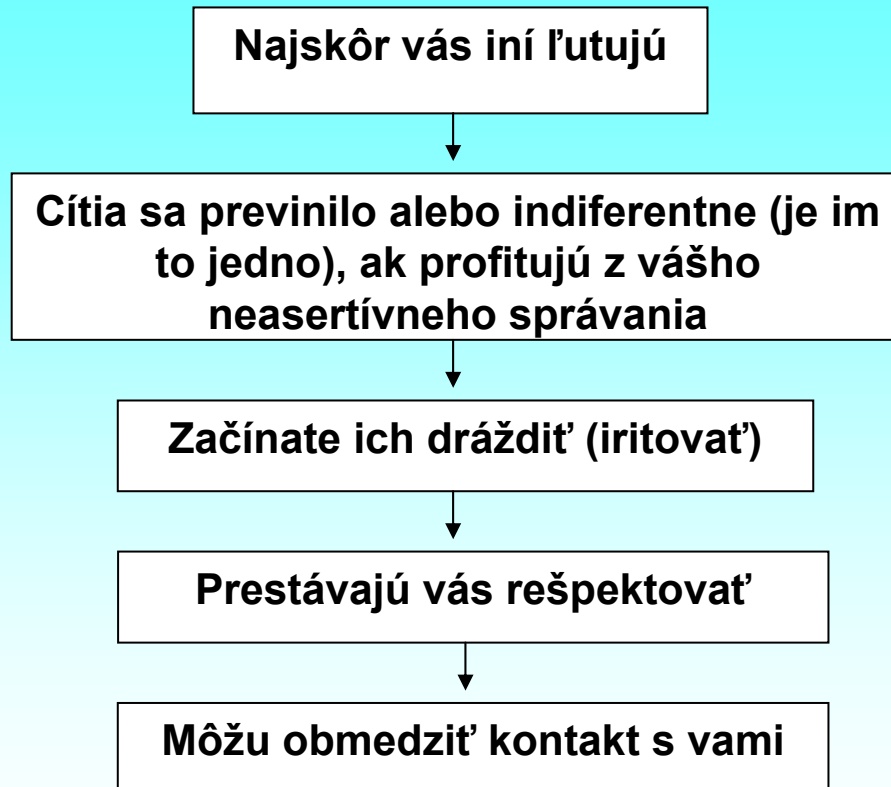 Najskôr vás iní ľutujú
Cítia sa previnilo alebo indiferentne (je im
to jedno), ak profitujú z vášho
neasertívneho správania
Začínate ich dráždiť (iritovať)
Prestávajú vás rešpektovať
Môžu obmedziť kontakt s vami